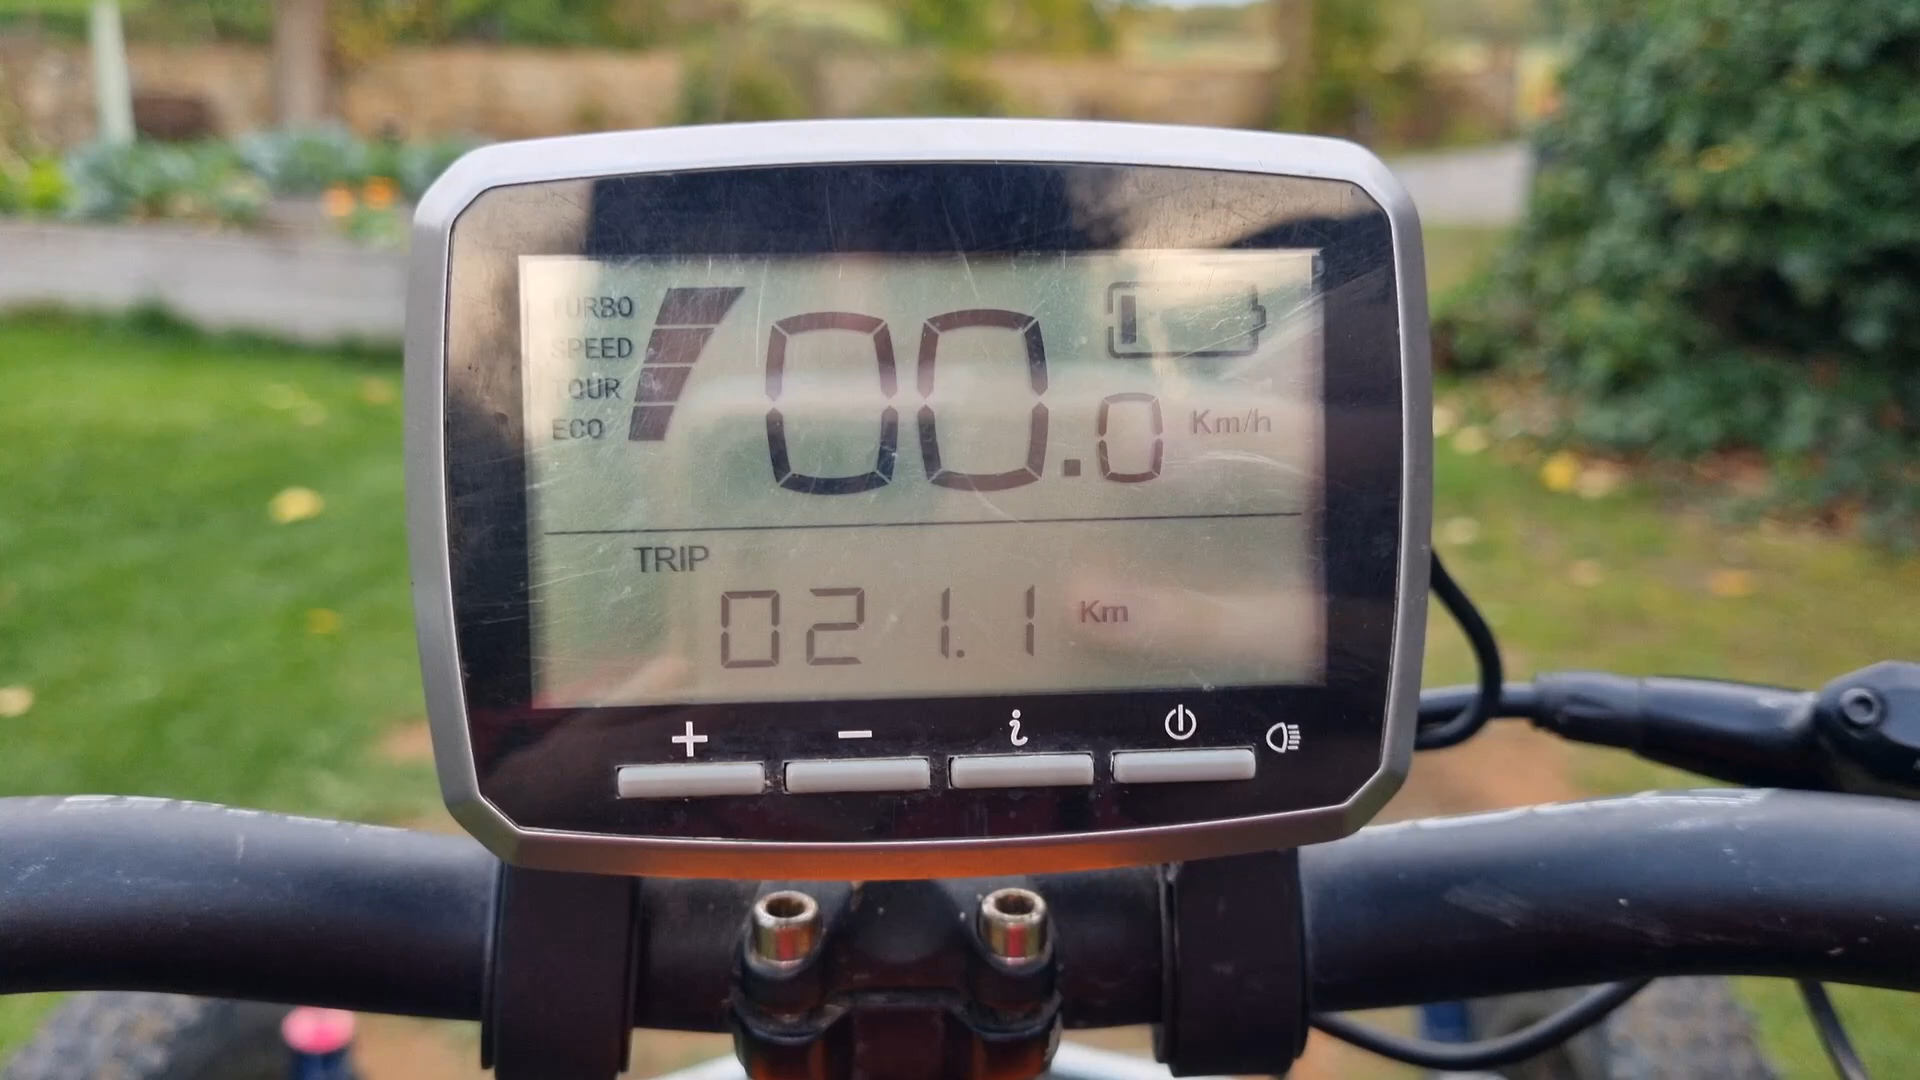 TURBO
SPEED
TOUR
ECO
00.0 Km/h
TRIP
021.1 Km
+ - i